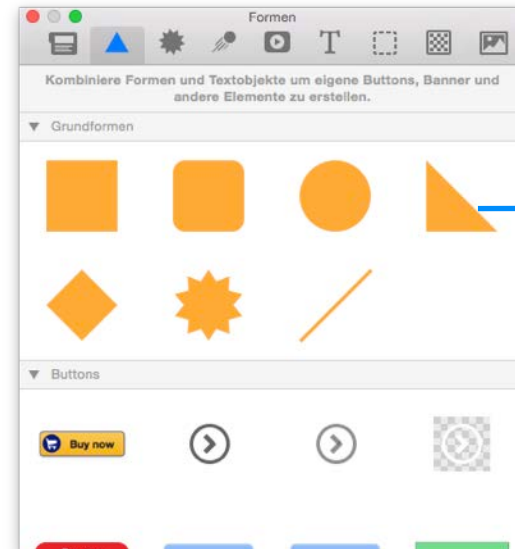 Formen
T
Kombiniere Formen und Textobjekte um eigene Buttons, Banner und
andere Elemente zu erstellen.
Grundformen
Buttons
Buy now